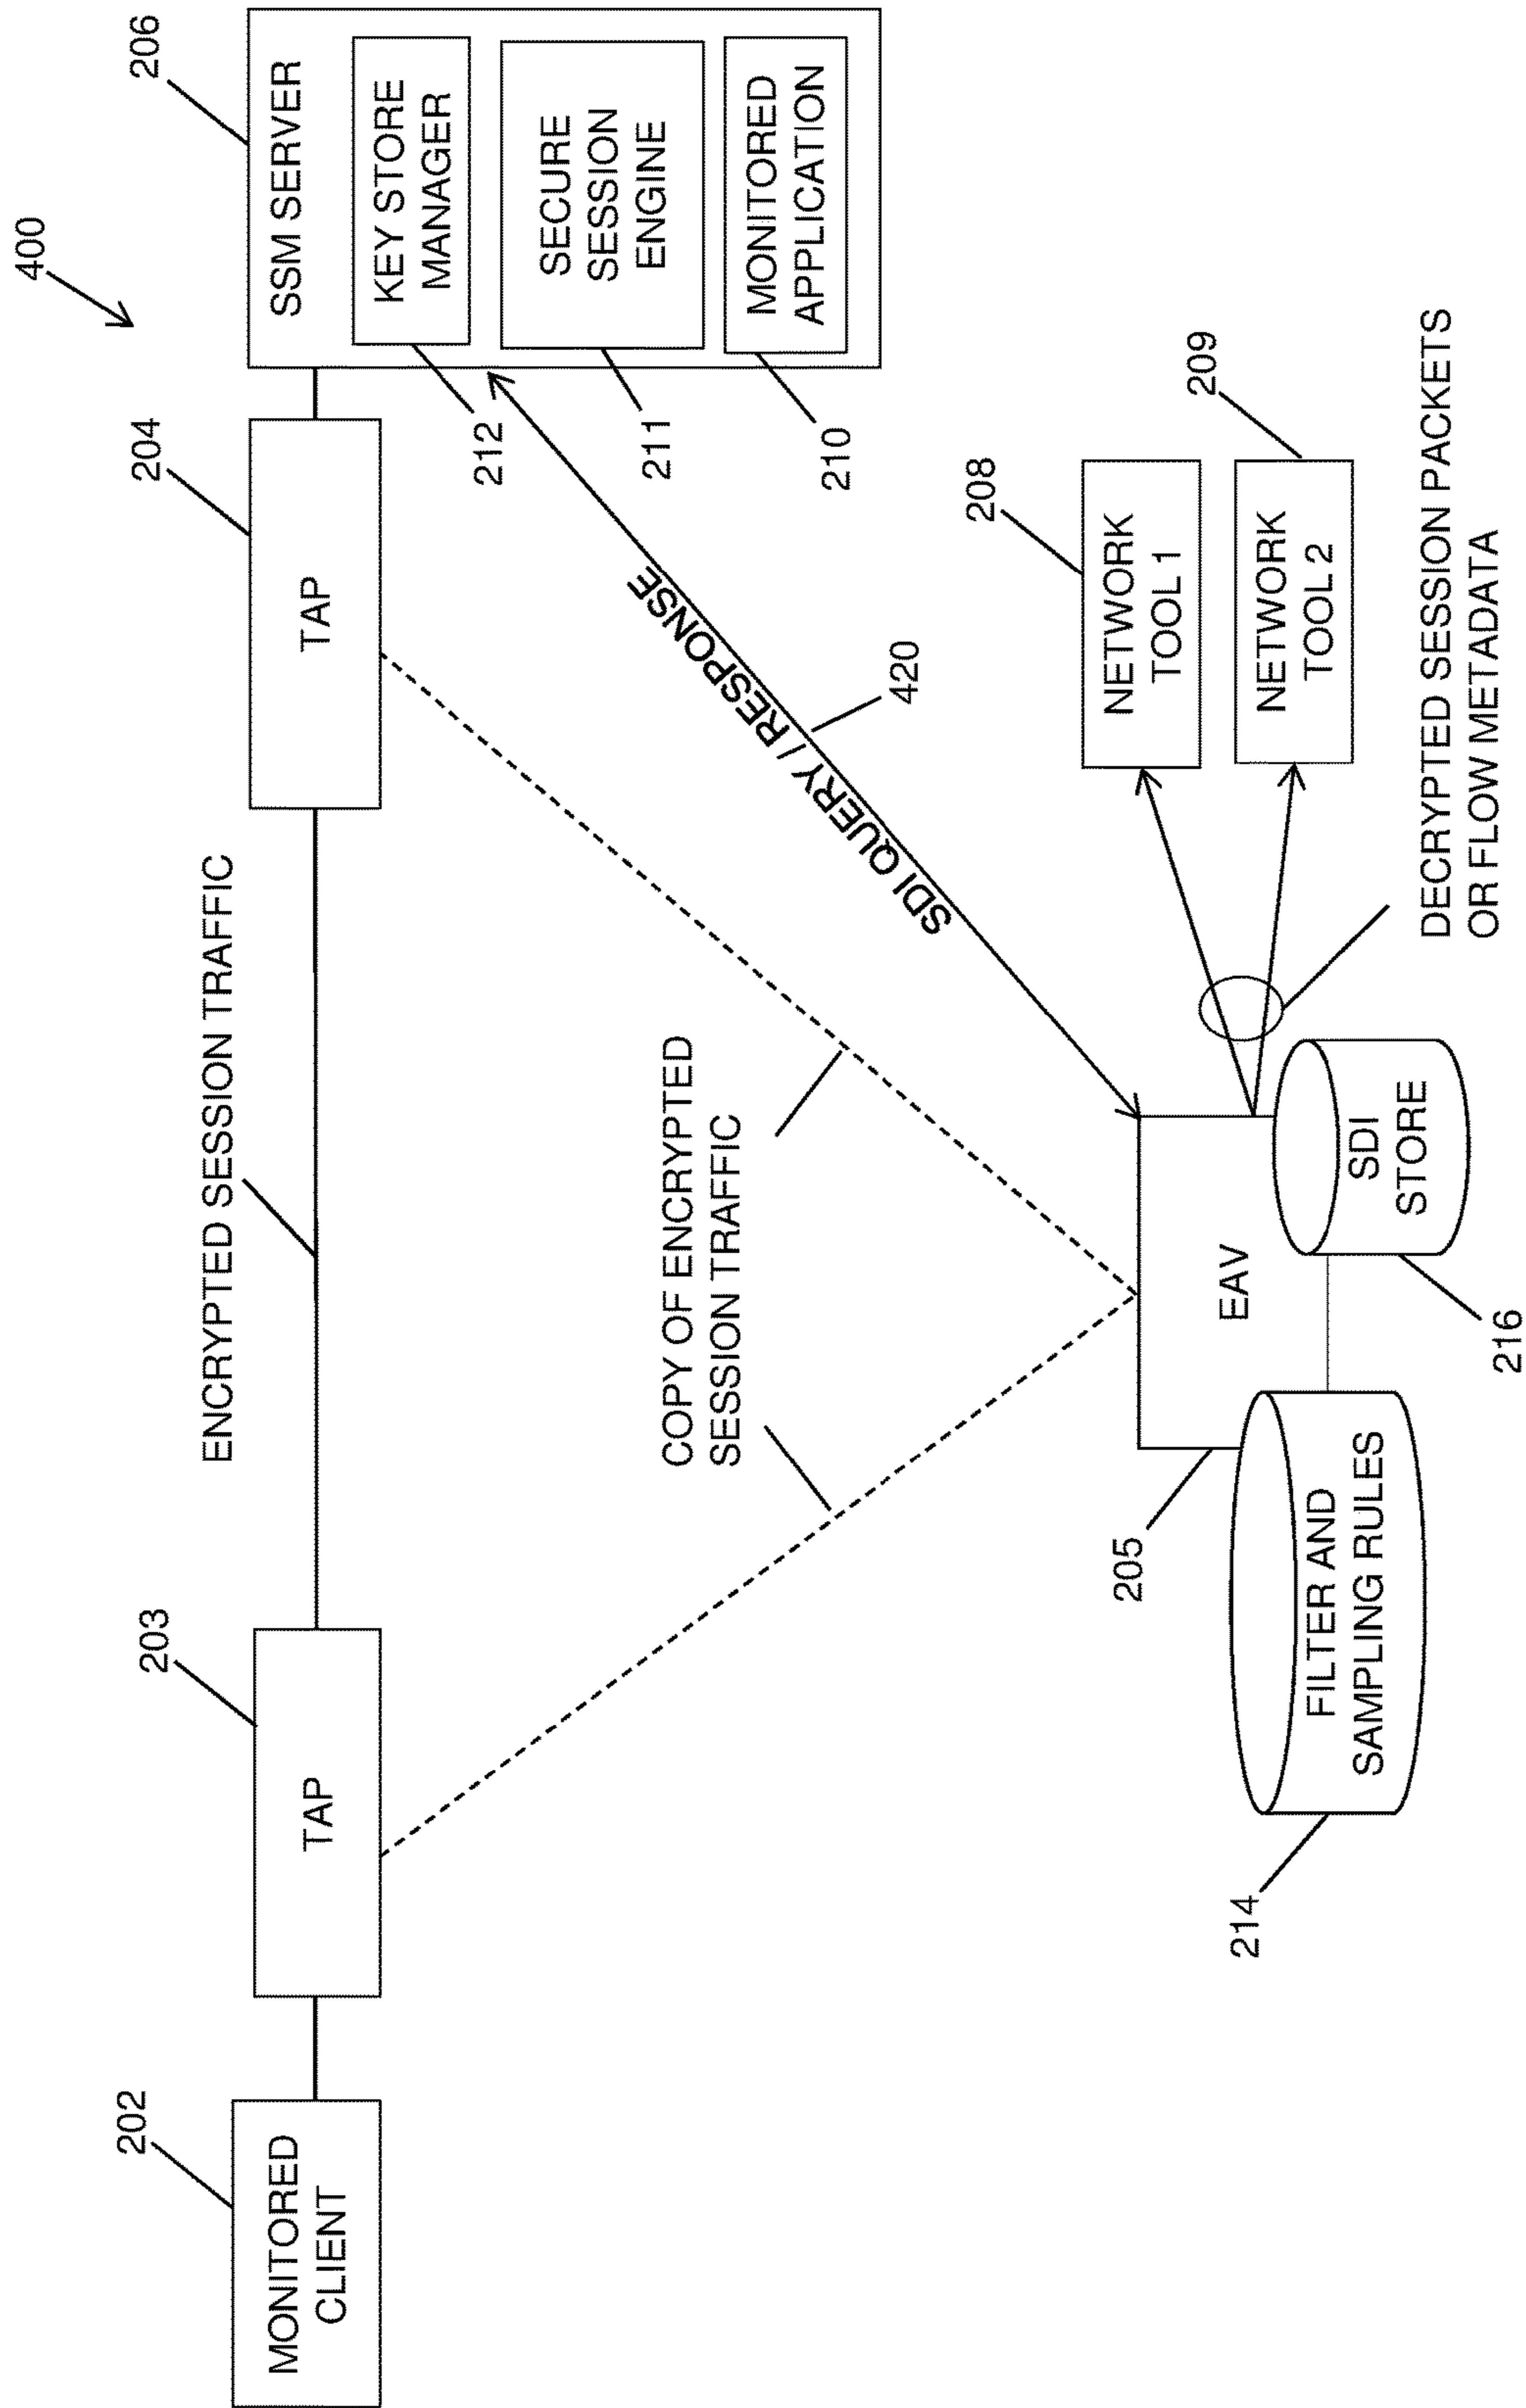 400
ENCRYPTED SESSION TRAFFIC
202
MONITORED
CLIENT
203
TAP
204
TAP
206
SSM SERVER
KEY STORE
MANAGER
SECURE
SESSION
ENGINE
MONITORED
APPLICATION
212
211
210
COPY OF ENCRYPTED
SESSION TRAFFIC
SDI QUERY / RESPONSE
420
208
NETWORK
TOOL 1
209
NETWORK
TOOL 2
DECRYPTED SESSION PACKETS
OR FLOW METADATA
EAV
205
SDI
STORE
216
FILTER AND
SAMPLING RULES
214